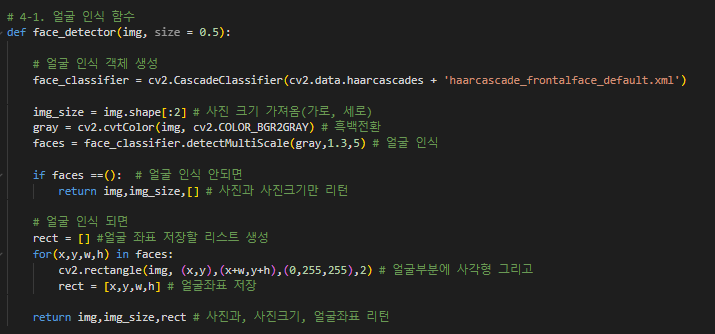 # 4-1. 얼굴 인식 함수
def face_detector(img, size = 0.5):
# 얼굴 인식 객체 생성
face_classifier = cv2.CascadeClassifier(cv2.data.haarcascades + 'haarcascade_frontalface_default.xml')
img_size = img.shape[:2] # 사진 크기 가져옴(가로, 세로)
gray = cv2.cvtColor(img, cv2.COLOR_BGR2GRAY) # 흑백전환
faces = face_classifier.detectMultiScale(gray,1.3,5) # 얼굴 인식
if faces ==():  # 얼굴 인식 안되면
return img,img_size,[] # 사진과 사진크기만 리턴
# 얼굴 인식 되면
rect = [] #얼굴 좌표 저장할 리스트 생성
for(x,y,w,h) in faces:
cv2.rectangle(img, (x,y),(x+w,y+h),(0,255,255),2) # 얼굴부분에 사각형 그리고
rect = [x,y,w,h] # 얼굴좌표 저장
return img,img_size,rect # 사진과, 사진크기, 얼굴좌표 리턴